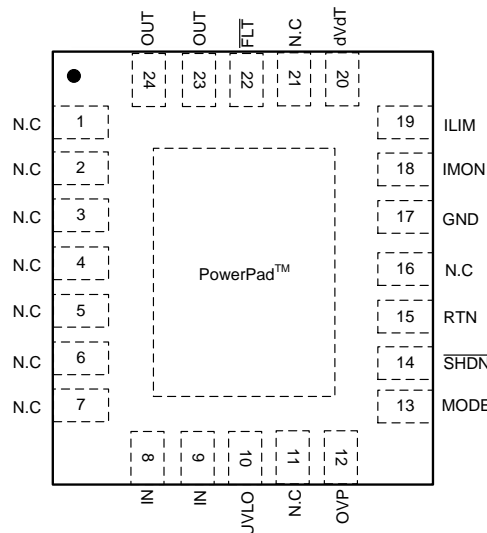 OUT OUT FLT N.C dVdT
24 23 22 21 20
N.C 1 19 ILIM
N.C 2 18 IMON
N.C 3 17 GND
N.C 4 16 N.C
N.C 5 15 RTN
N.C 6 14 SHDN
N.C 7 13 MODE
PowerPad™
8 9 10 11 12
IN IN UVLO N.C OVP